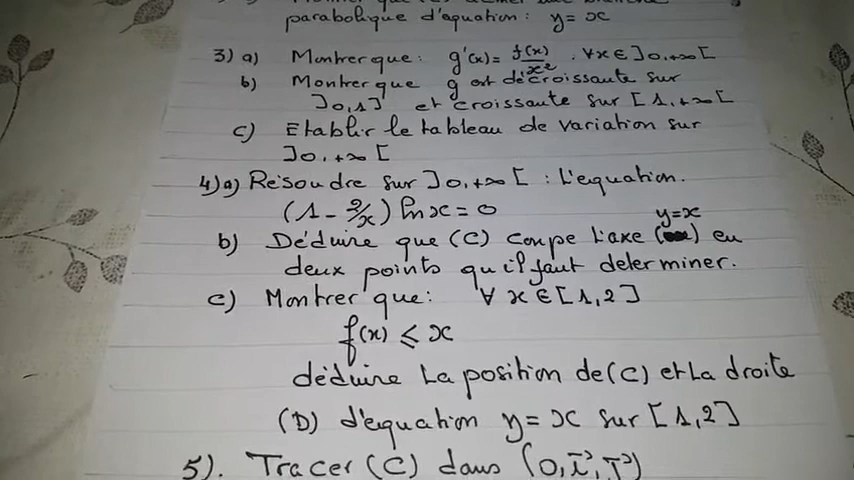 parabolique d'equation: y=x
3) a) Montrer que: g'(x)= f(x)/x² . ∀x∈]0,+∞[
b) Montrer que g est décroissante sur
]0,1] et croissante sur [1,+∞[
c) Etablir le tableau de variation sur
]0,+∞[
4) a) Résoudre sur ]0,+∞[ : L'equation.
(1-2/x) ln x = 0
y=x
b) Déduire que (C) coupe l'axe ( ) en
deux points qu'il faut determiner.
c) Montrer que: ∀ x∈[1,2]
f(x) ⩽ x
déduire La position de (C) et La droite
(D) d'equation y=x sur [1,2]
5). Tracer (C) dans (O,i⃗,j⃗)